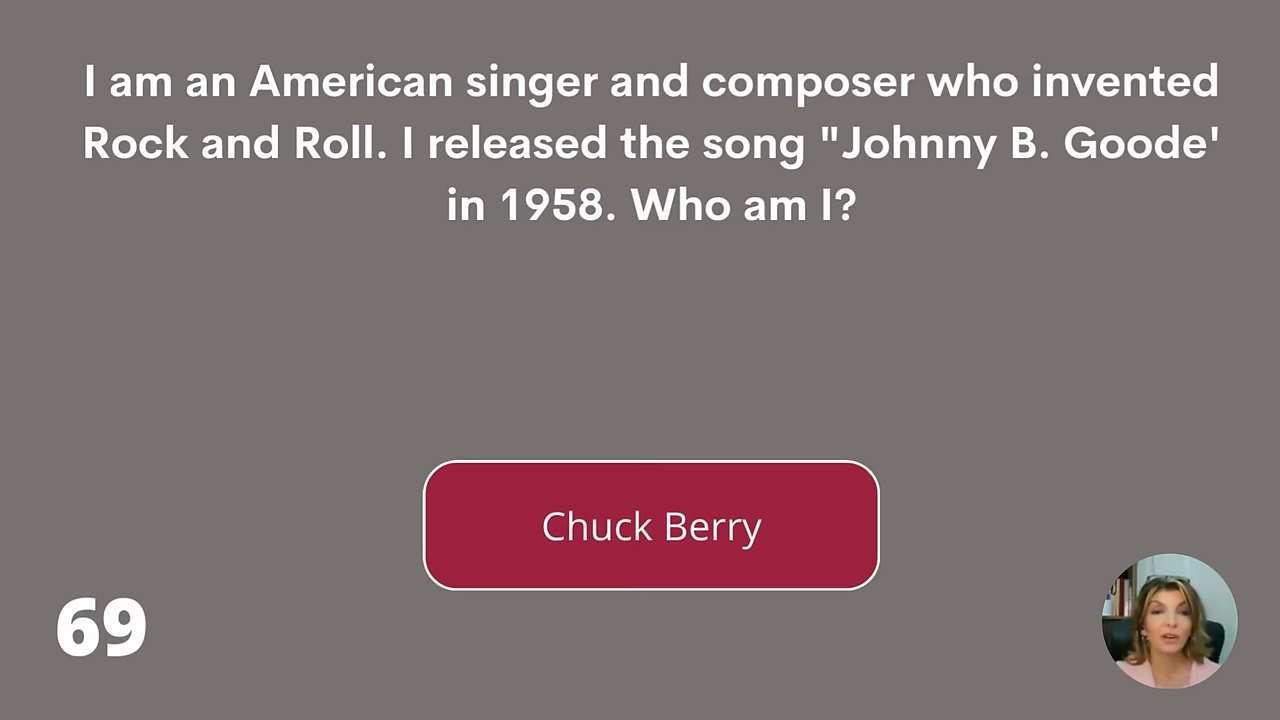 I am an American singer and composer who invented
Rock and Roll. I released the song "Johnny B. Goode'
in 1958. Who am I?
Chuck Berry
69